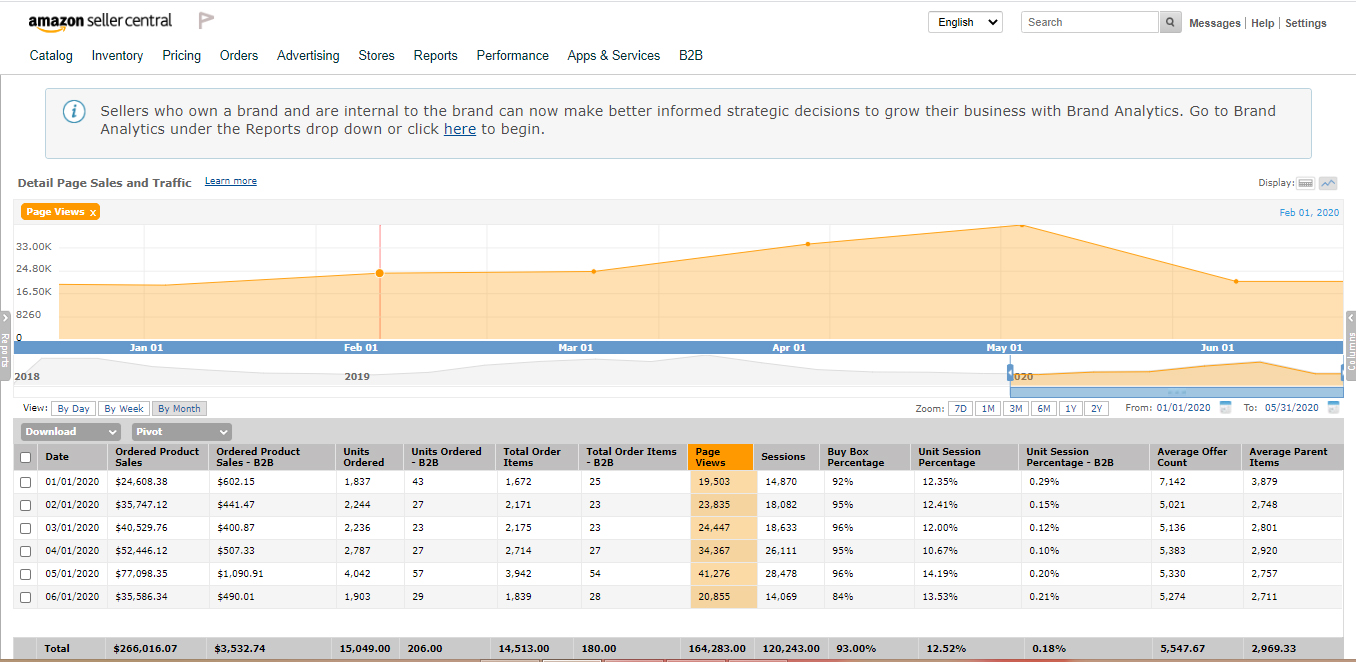 amazon seller central
English
Search
Messages | Help | Settings
Catalog Inventory Pricing Orders Advertising Stores Reports Performance Apps & Services B2B
Sellers who own a brand and are internal to the brand can now make better informed strategic decisions to grow their business with Brand Analytics. Go to Brand
Analytics under the Reports drop down or click here to begin.
Detail Page Sales and Traffic Learn more
Display:
Page Views x
Feb 01, 2020
33.00K
24.80K
16.50K
8260
0
Reports
Columns
Jan 01 Feb 01 Mar 01 Apr 01 May 01 Jun 01
2018 2019 020
View: By Day By Week By Month
Zoom: 7D 1M 3M 6M 1Y 2Y From: 01/01/2020 To: 05/31/2020
Download Pivot
Date Ordered Product Sales Ordered Product Sales - B2B Units Ordered Units Ordered - B2B Total Order Items Total Order Items - B2B Page Views Sessions Buy Box Percentage Unit Session Percentage Unit Session Percentage - B2B Average Offer Count Average Parent Items
01/01/2020 $24,608.38 $602.15 1,837 43 1,672 25 19,503 14,870 92% 12.35% 0.29% 7,142 3,879
02/01/2020 $35,747.12 $441.47 2,244 27 2,171 23 23,835 18,082 95% 12.41% 0.15% 5,021 2,748
03/01/2020 $40,529.76 $400.87 2,236 23 2,175 23 24,447 18,633 96% 12.00% 0.12% 5,136 2,801
04/01/2020 $52,446.12 $507.33 2,787 27 2,714 27 34,367 26,111 95% 10.67% 0.10% 5,383 2,920
05/01/2020 $77,098.35 $1,090.91 4,042 57 3,942 54 41,276 28,478 96% 14.19% 0.20% 5,330 2,757
06/01/2020 $35,586.34 $490.01 1,903 29 1,839 28 20,855 14,069 84% 13.53% 0.21% 5,274 2,711
Total $266,016.07 $3,532.74 15,049.00 206.00 14,513.00 180.00 164,283.00 120,243.00 93.00% 12.52% 0.18% 5,547.67 2,969.33